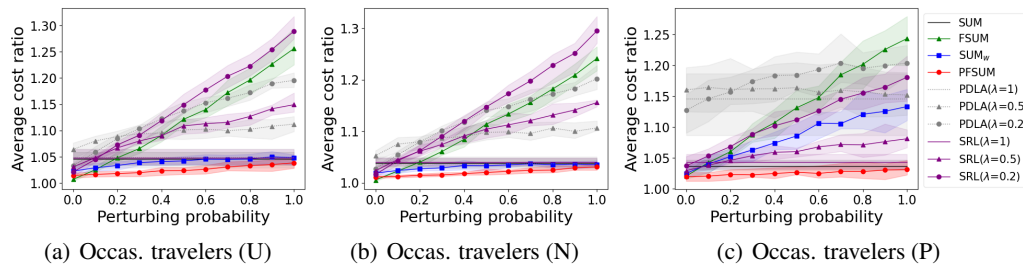 Average cost ratio
1.30
1.25
1.20
1.15
1.10
1.05
1.00
0.0 0.2 0.4 0.6 0.8 1.0
Perturbing probability
(a) Occas. travelers (U)
Average cost ratio
1.3
1.2
1.1
1.0
0.0 0.2 0.4 0.6 0.8 1.0
Perturbing probability
(b) Occas. travelers (N)
Average cost ratio
1.25
1.20
1.15
1.10
1.05
1.00
0.0 0.2 0.4 0.6 0.8 1.0
Perturbing probability
(c) Occas. travelers (P)
SUM
FSUM
SUMw
PFSUM
PDLA(λ=1)
PDLA(λ=0.5
PDLA(λ=0.2
SRL(λ=1)
SRL(λ=0.5)
SRL(λ=0.2)